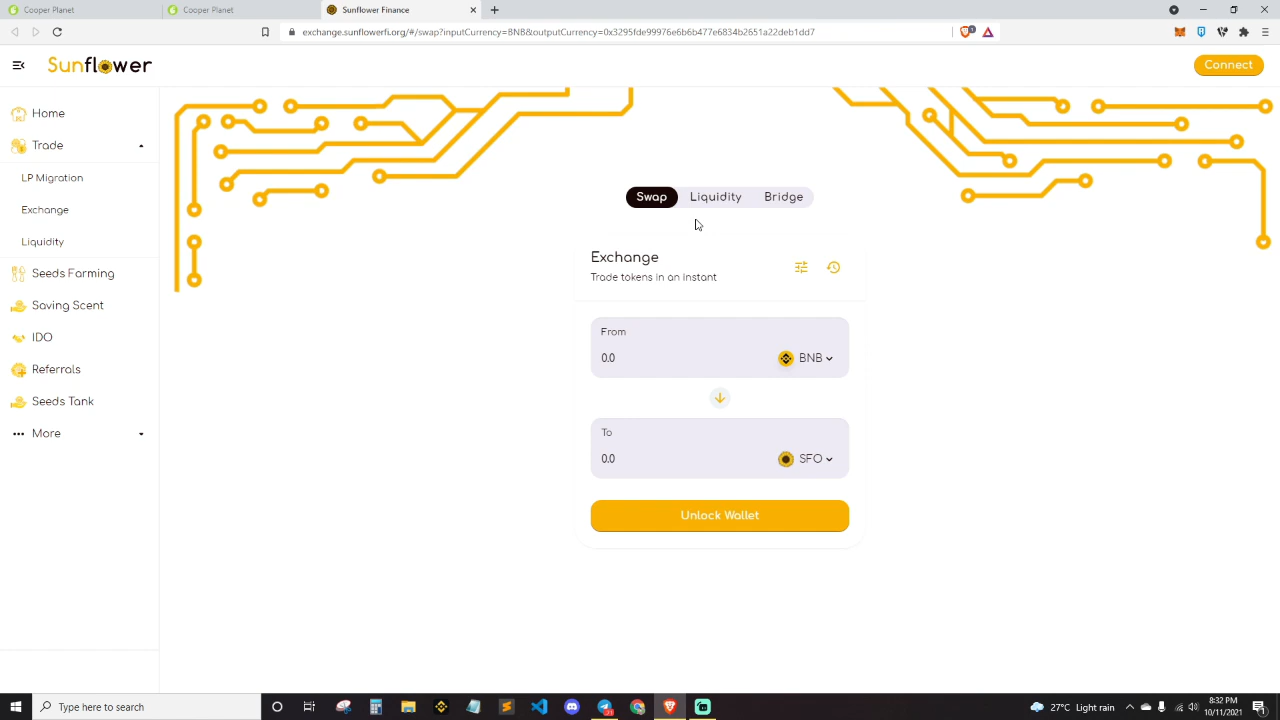 Cooper Planet
Cooper Planet
Sunflower Finance
exchange.sunflowerfi.org/#/swap?inputCurrency=BNB&outputCurrency=0x3295fde99976e6b6b477e6834b2651a22deb1dd7
Sunflower
Connect
Home
Trade
LP Migration
Exchange
Liquidity
Seeds Farming
Saving Scent
IDO
Referrals
Seeds Tank
More
Swap
Liquidity
Bridge
Exchange
Trade tokens in an instant
From
0.0
BNB
To
0.0
SFO
Unlock Wallet
Type here to search
27°C Light rain
8:32 PM
10/11/2021